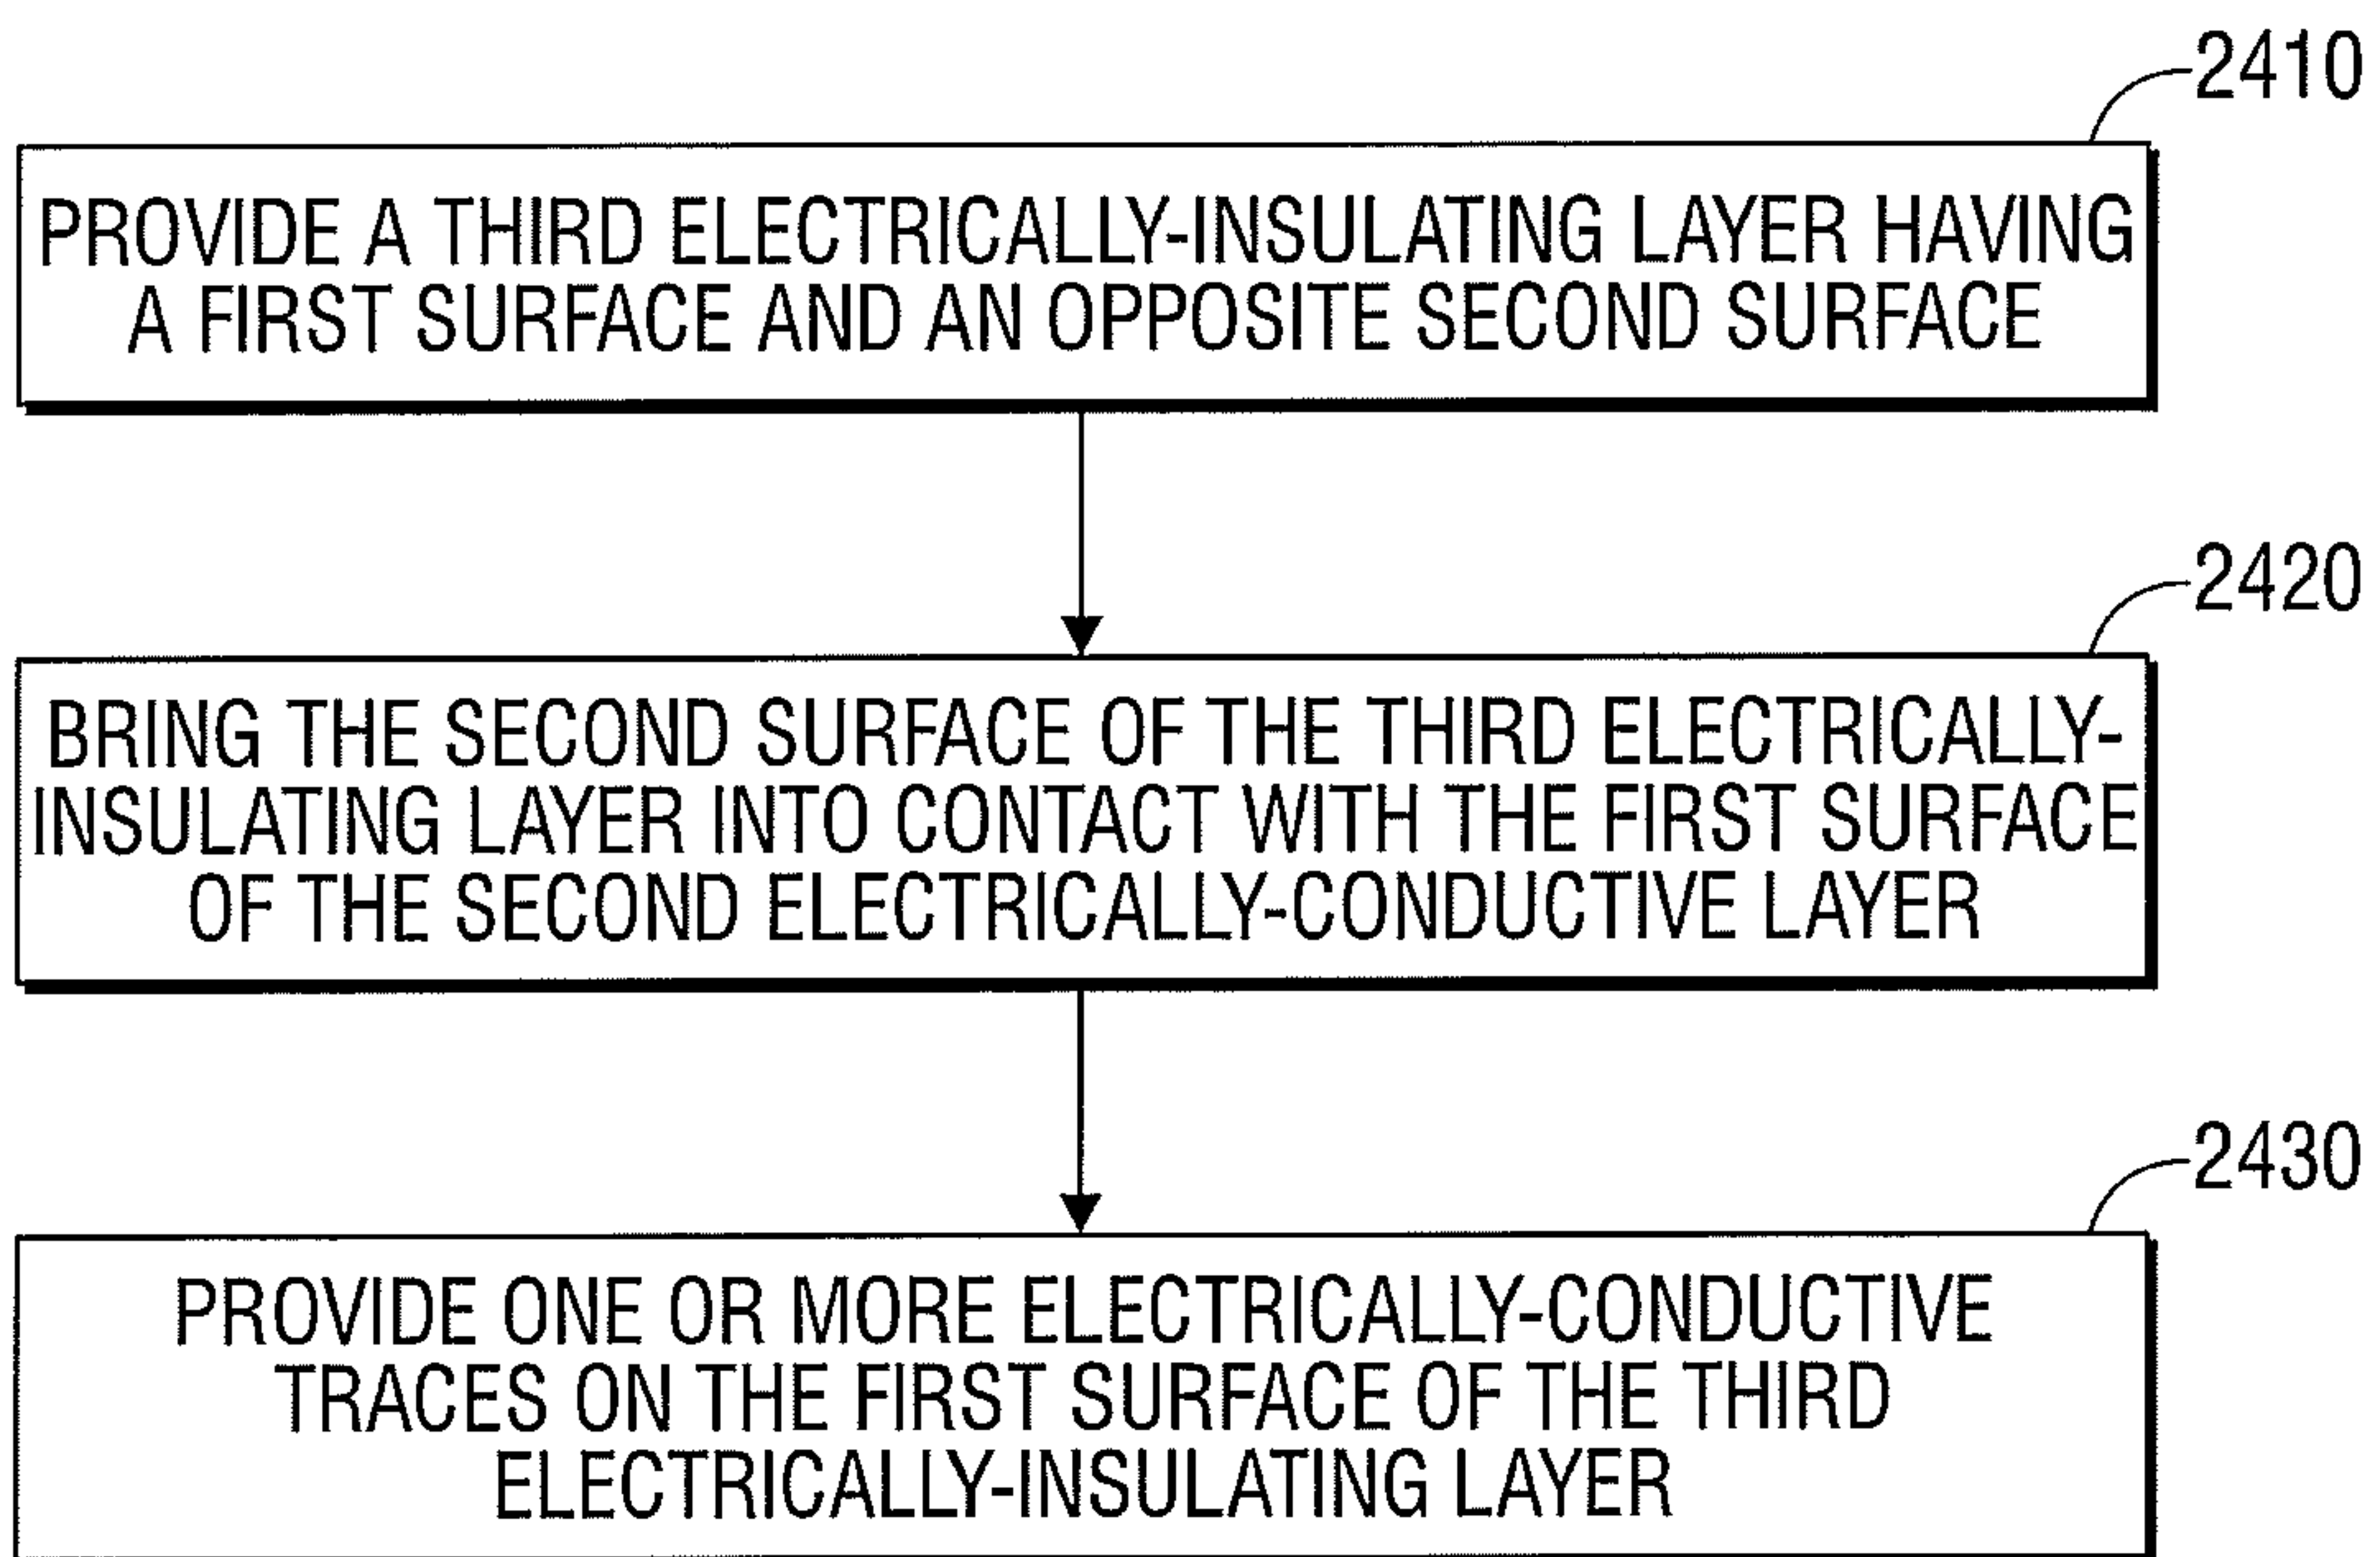 2410
PROVIDE A THIRD ELECTRICALLY-INSULATING LAYER HAVING
A FIRST SURFACE AND AN OPPOSITE SECOND SURFACE
2420
BRING THE SECOND SURFACE OF THE THIRD ELECTRICALLY-
INSULATING LAYER INTO CONTACT WITH THE FIRST SURFACE
OF THE SECOND ELECTRICALLY-CONDUCTIVE LAYER
2430
PROVIDE ONE OR MORE ELECTRICALLY-CONDUCTIVE
TRACES ON THE FIRST SURFACE OF THE THIRD
ELECTRICALLY-INSULATING LAYER